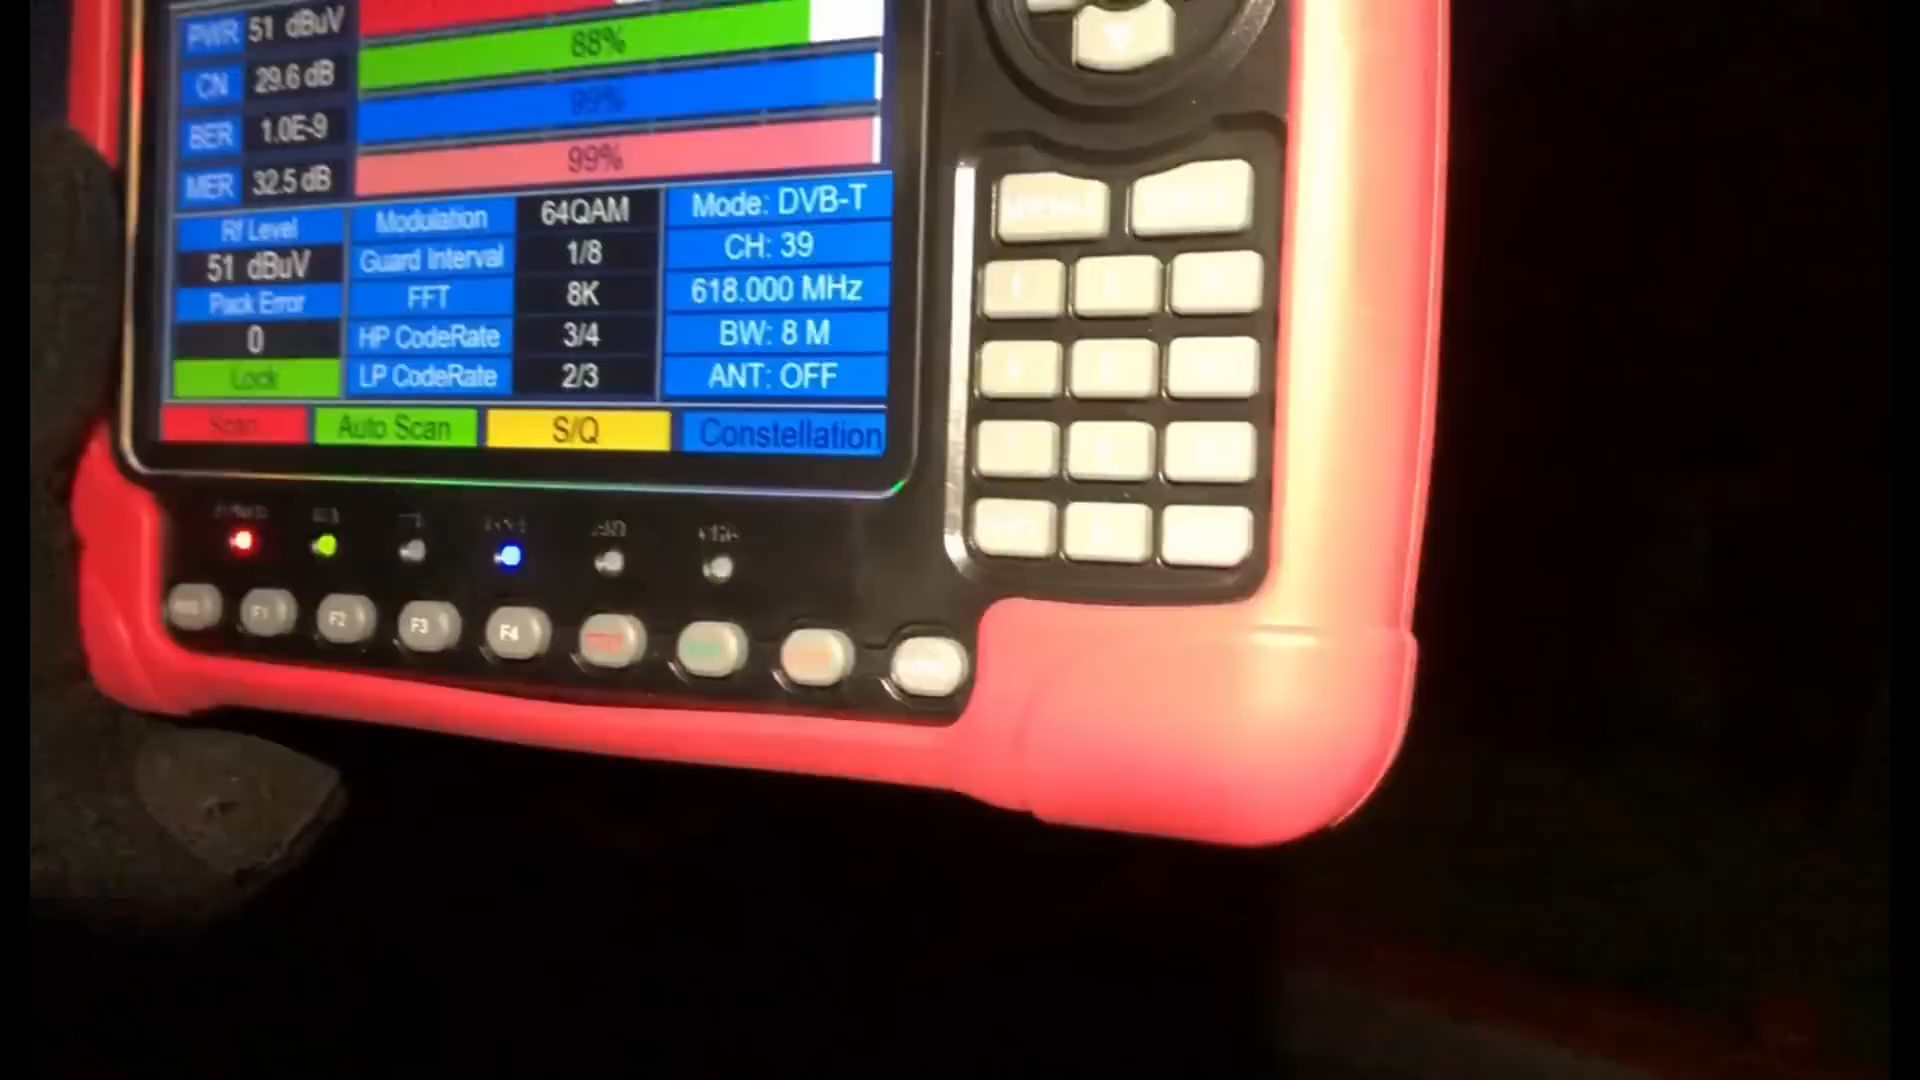 PWR 51 dBuV
88%
CN 29.6 dB
99%
BER 1.0E-9
99%
MER 32.5 dB
Rf Level
51 dBuV
Pack Error
0
Lock
Modulation 64QAM
Guard Interval 1/8
FFT 8K
HP CodeRate 3/4
LP CodeRate 2/3
Mode: DVB-T
CH: 39
618.000 MHz
BW: 8 M
ANT: OFF
Scan Auto Scan S/Q Constellation
F1 F2 F3 F4